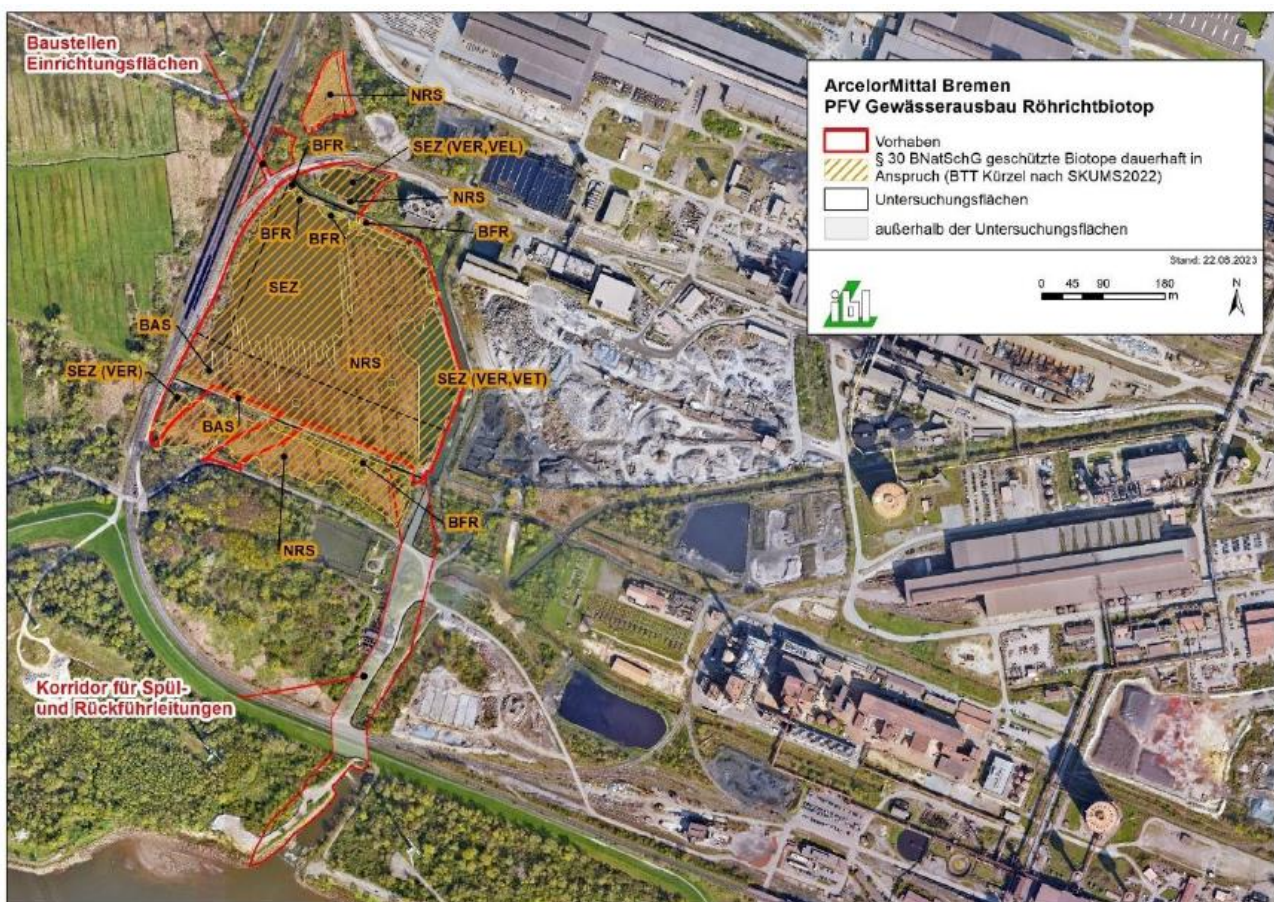 Baustellen
Einrichtungsflächen
NRS
BFR
SEZ (VER,VEL)
NRS
BFR
BFR
BFR
SEZ
BAS
NRS
SEZ (VER)
SEZ (VER,VET)
BAS
BFR
NRS
Korridor für Spül-
und Rückführleitungen
ArcelorMittal Bremen
PFV Gewässerausbau Röhrichtbiotop
Vorhaben
§ 30 BNatSchG geschützte Biotope dauerhaft in
Anspruch (BTT Kürzel nach SKUMS2022)
Untersuchungsflächen
außerhalb der Untersuchungsflächen
Stand: 22.08.2023
0 45 90 180
m
N
ibl